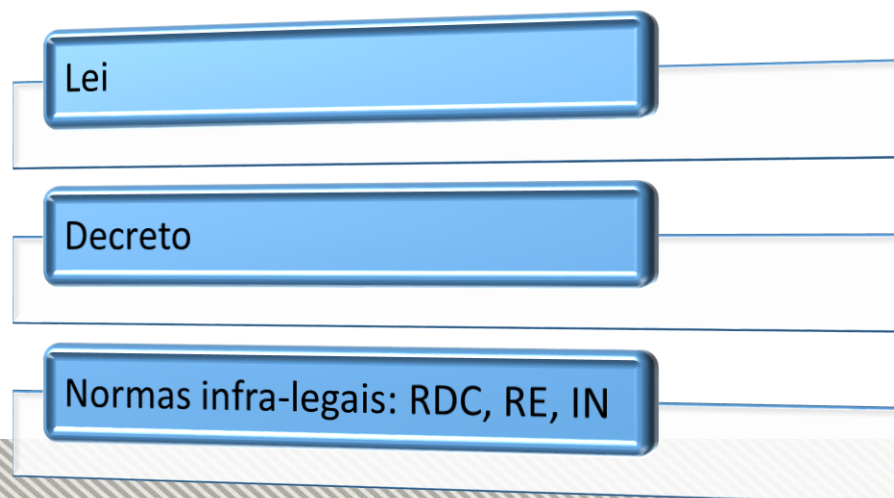 Lei
Decreto
Normas infra-legais: RDC, RE, IN